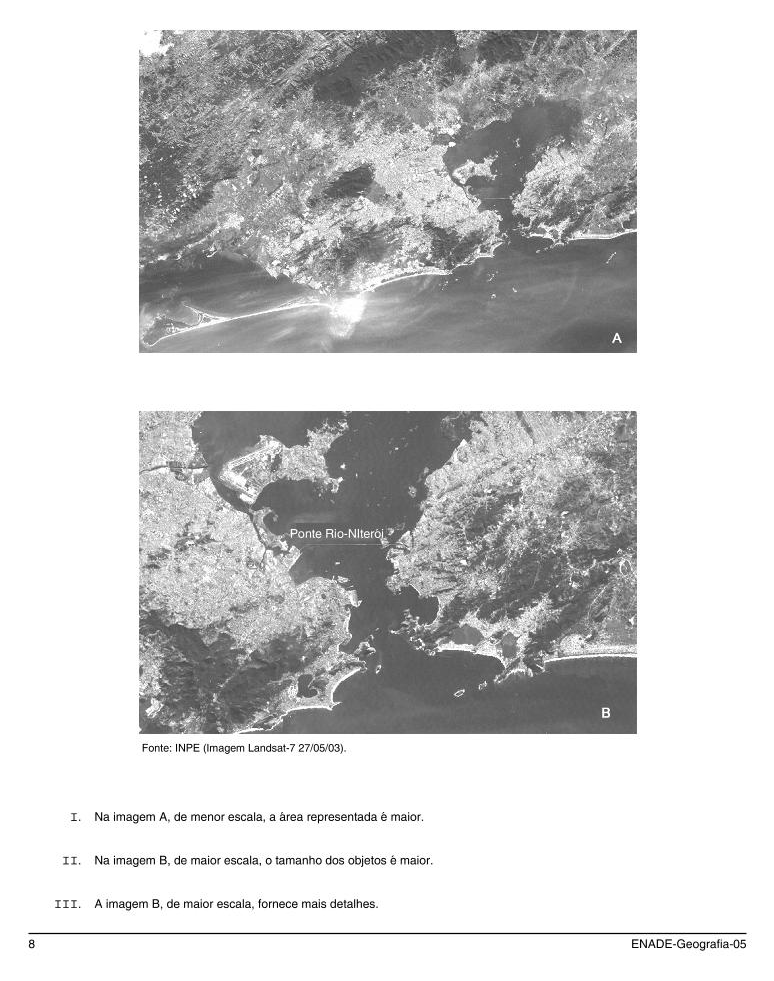 A
Ponte Rio-NIteròi
B
Fonte: INPE (Imagem Landsat-7 27/05/03).
I. Na imagem A, de menor escala, a área representada é maior.
II. Na imagem B, de maior escala, o tamanho dos objetos é maior.
III. A imagem B, de maior escala, fornece mais detalhes.
8 ENADE-Geografia-05